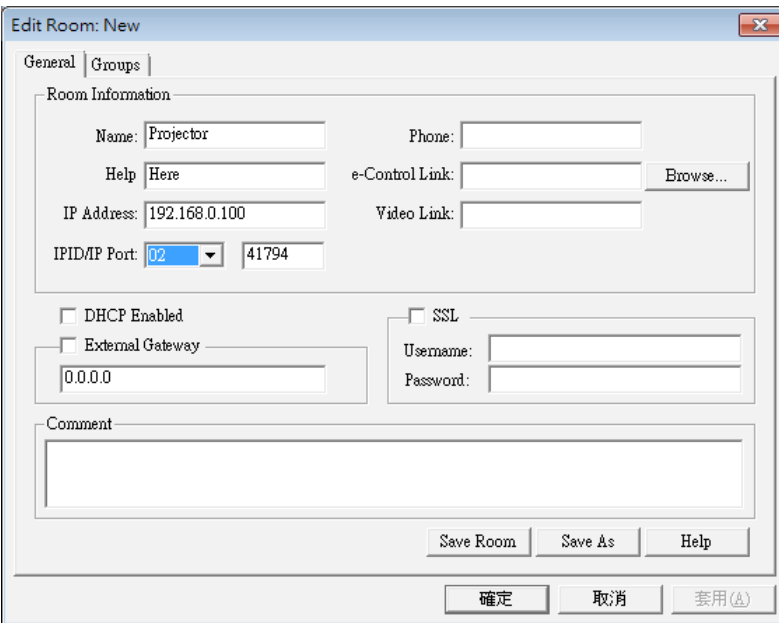 Edit Room: New
General Groups
Room Information
Name: Projector Phone:
Help Here e-Control Link: Browse...
IP Address: 192.168.0.100 Video Link:
IPID/IP Port: 02 41794
DHCP Enabled SSL
External Gateway Username:
0.0.0.0 Password:
Comment
Save Room Save As Help
確定 取消 套用(A)